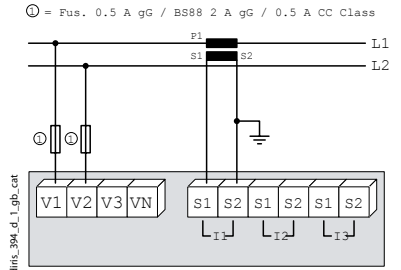 ① = Fus. 0.5 A gG / BS88 2 A gG / 0.5 A CC Class
P1
L1
S1 S2
L2
① ①
V1 V2 V3 VN S1 S2 S1 S2 S1 S2
I1 I2 I3
liris_394_d_1_gb_cat